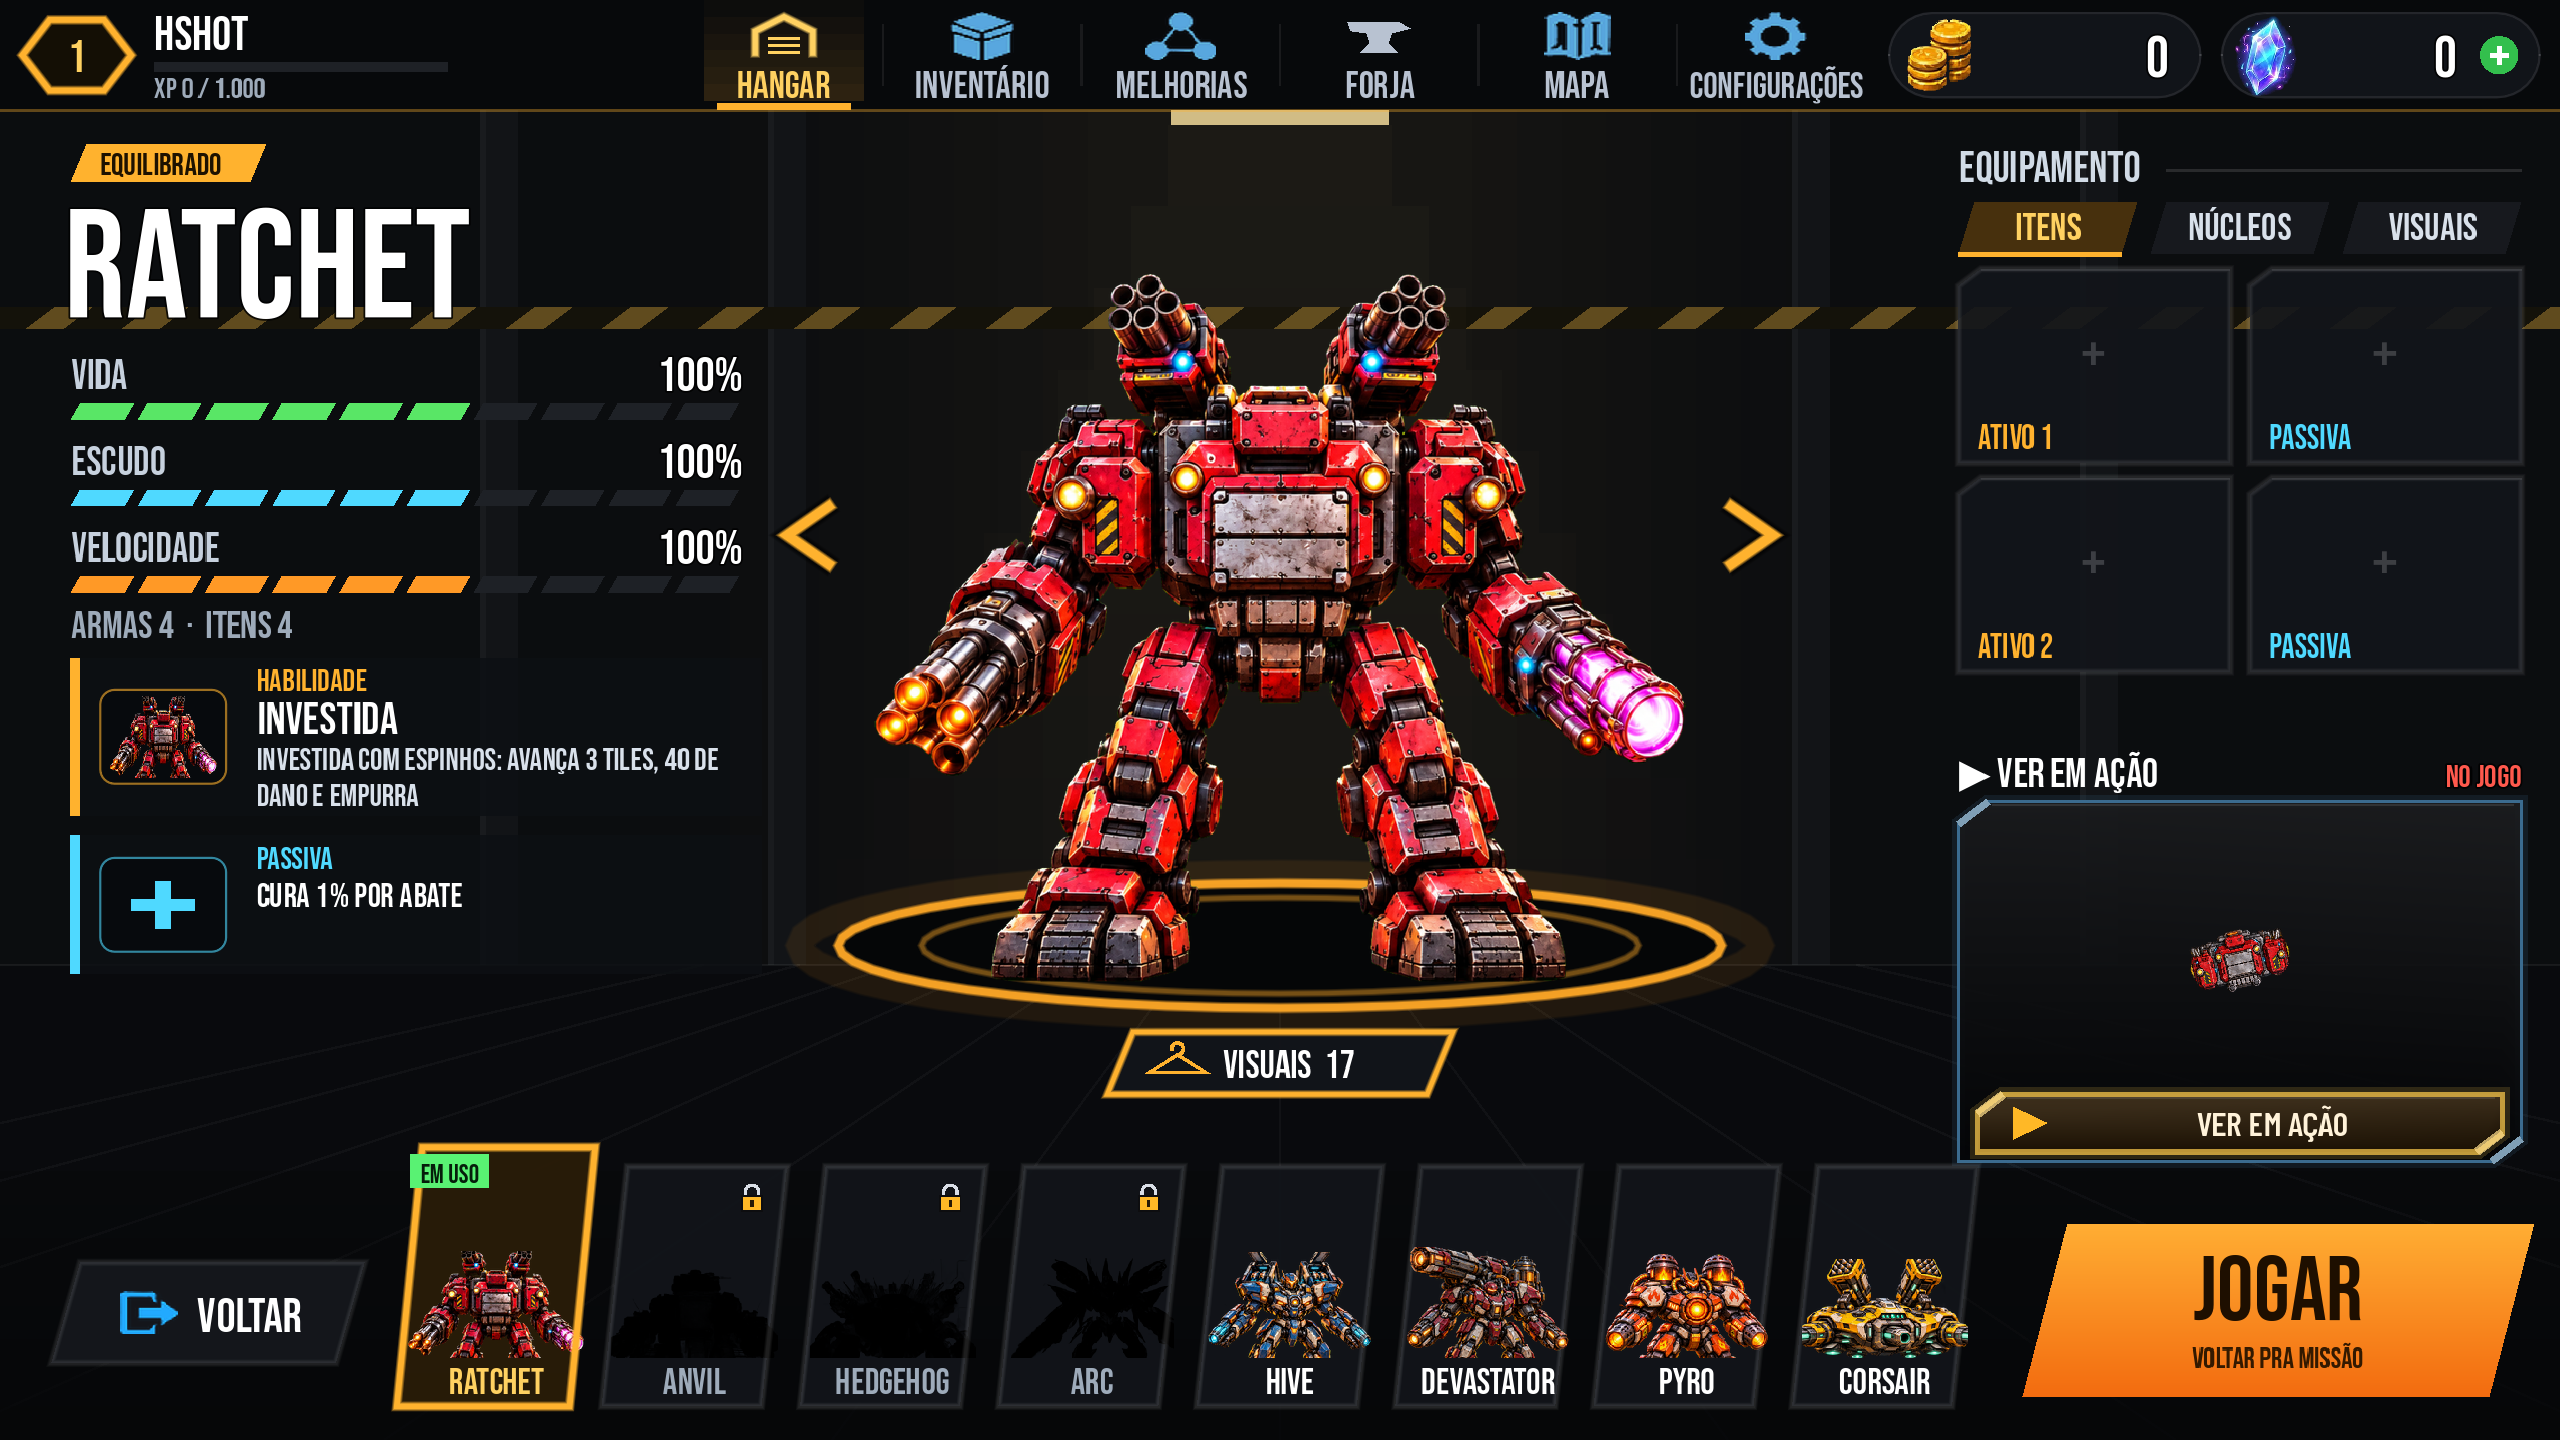 1
HSHOT
XP 0 / 1.000
HANGAR
INVENTÁRIO
MELHORIAS
FORJA
MAPA
CONFIGURAÇÕES
0
0
EQUILIBRADO
RATCHET
VIDA 100%
ESCUDO 100%
VELOCIDADE 100%
ARMAS 4 · ITENS 4
HABILIDADE
INVESTIDA
INVESTIDA COM ESPINHOS: AVANÇA 3 TILES, 40 DE
DANO E EMPURRA
PASSIVA
CURA 1% POR ABATE
VISUAIS 17
EQUIPAMENTO
ITENS
NÚCLEOS
VISUAIS
ATIVO 1
PASSIVA
ATIVO 2
PASSIVA
VER EM AÇÃO
NO JOGO
VER EM AÇÃO
VOLTAR
EM USO
RATCHET
ANVIL
HEDGEHOG
ARC
HIVE
DEVASTATOR
PYRO
CORSAIR
JOGAR
VOLTAR PRA MISSÃO